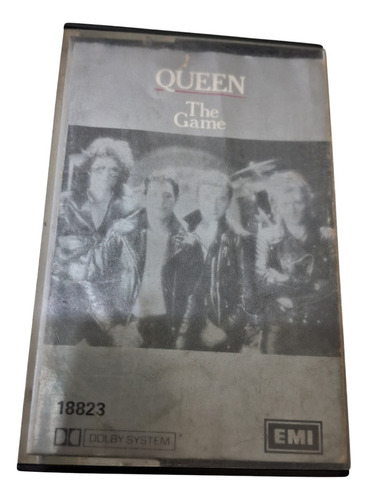 QUEEN
The
Game
18823
DOLBY SYSTEM
EMI